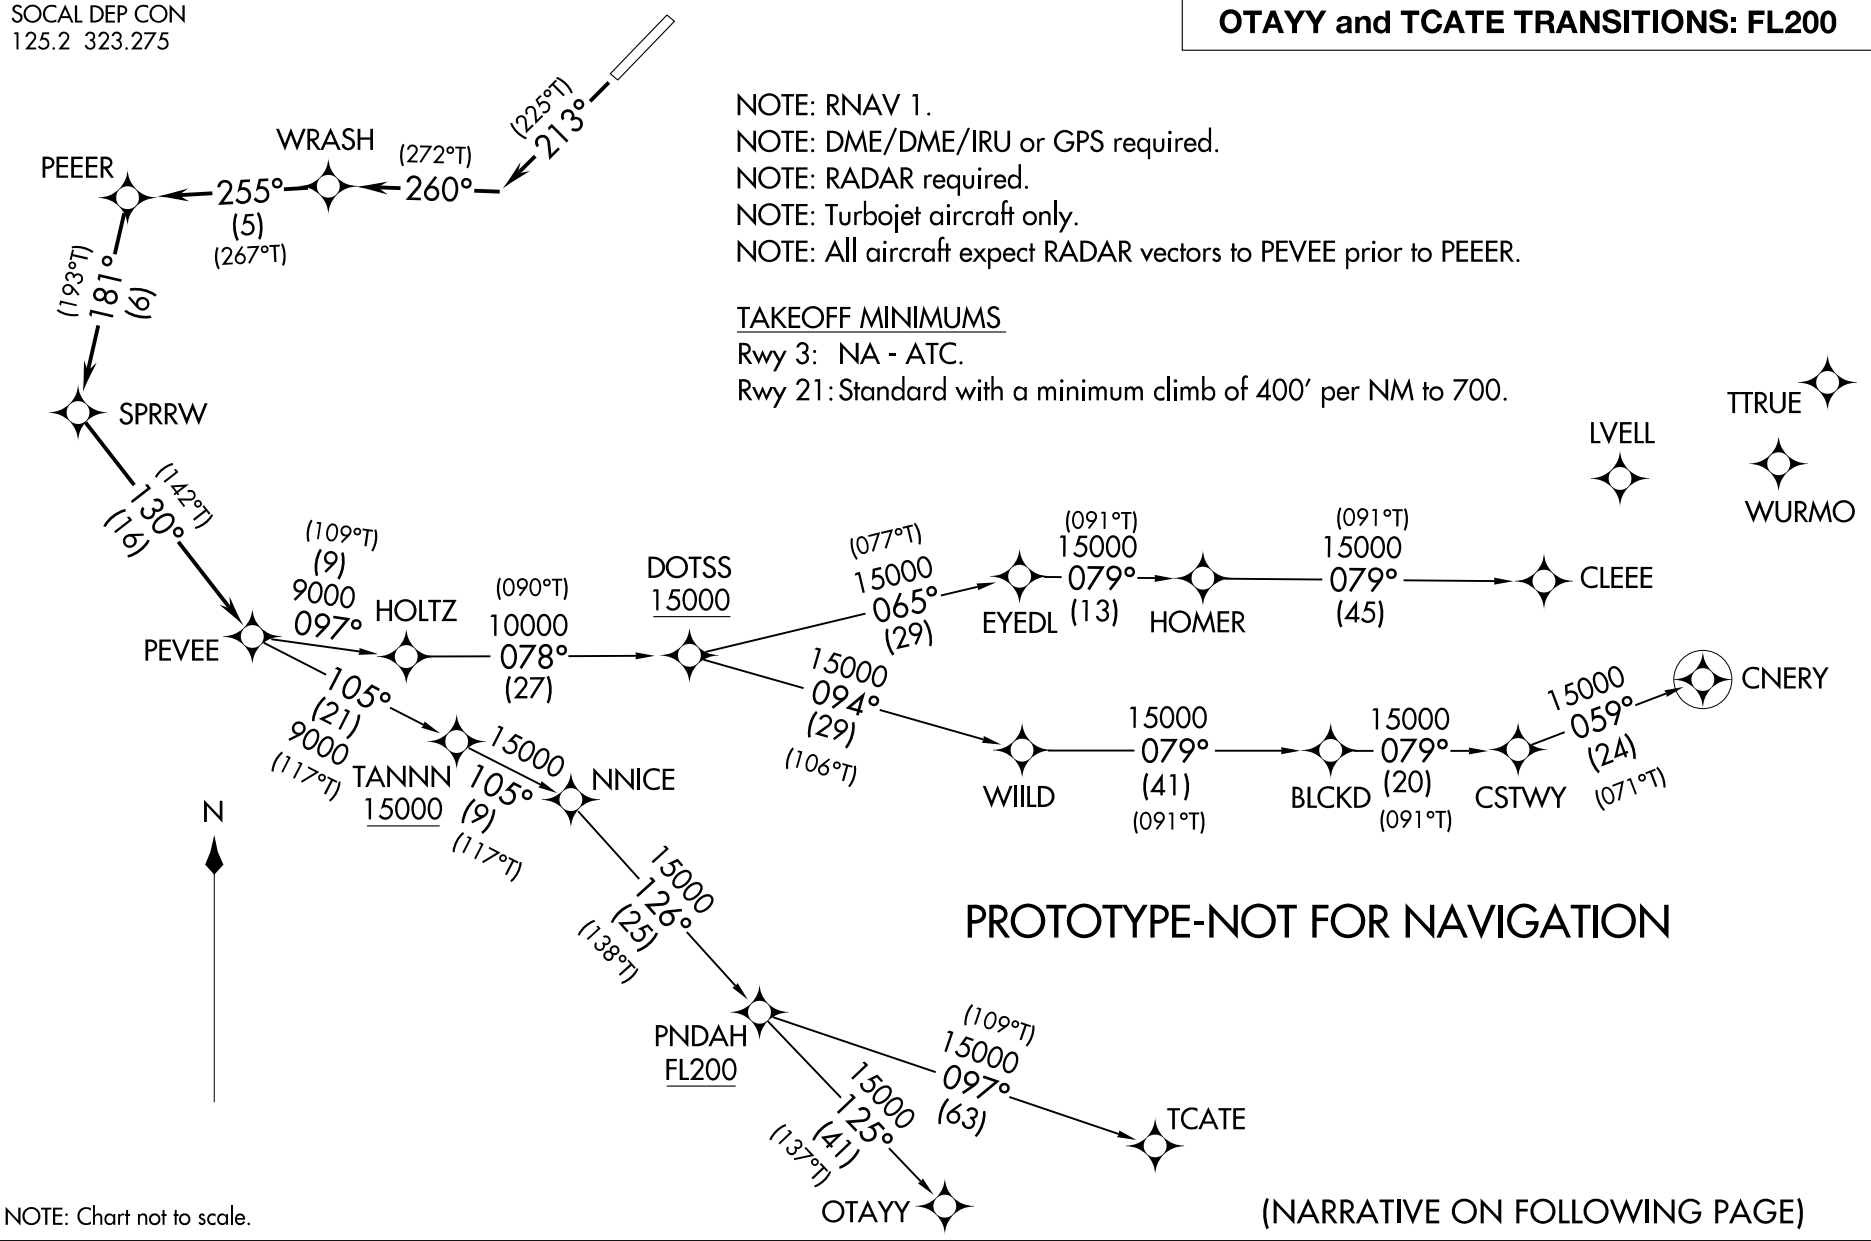 SOCAL DEP CON
125.2 323.275
OTAYY and TCATE TRANSITIONS: FL200
NOTE: RNAV 1.
NOTE: DME/DME/IRU or GPS required.
NOTE: RADAR required.
NOTE: Turbojet aircraft only.
NOTE: All aircraft expect RADAR vectors to PEVEE prior to PEEER.
TAKEOFF MINIMUMS
Rwy 3: NA - ATC.
Rwy 21: Standard with a minimum climb of 400' per NM to 700.
(225°T)
213°
(272°T)
260°
WRASH
255°
(5)
(267°T)
PEEER
(193°T)
181°
(6)
SPRRW
(142°T)
130°
(16)
PEVEE
(109°T)
(9)
9000
097°
HOLTZ
(090°T)
10000
078°
(27)
DOTSS
15000
(077°T)
15000
065°
(29)
EYEDL
(091°T)
15000
079°
(13)
HOMER
(091°T)
15000
079°
(45)
CLEEE
LVELL
TTRUE
WURMO
15000
094°
(29)
(106°T)
WIILD
15000
079°
(41)
(091°T)
BLCKD
15000
079°
(20)
(091°T)
CSTWY
15000
059°
(24)
(071°T)
CNERY
105°
(21)
9000
(117°T)
TANNN
15000
15000
105°
(9)
(117°T)
NNICE
15000
126°
(25)
(138°T)
PNDAH
FL200
(109°T)
15000
097°
(63)
TCATE
15000
125°
(41)
(137°T)
OTAYY
N
PROTOTYPE-NOT FOR NAVIGATION
NOTE: Chart not to scale.
(NARRATIVE ON FOLLOWING PAGE)